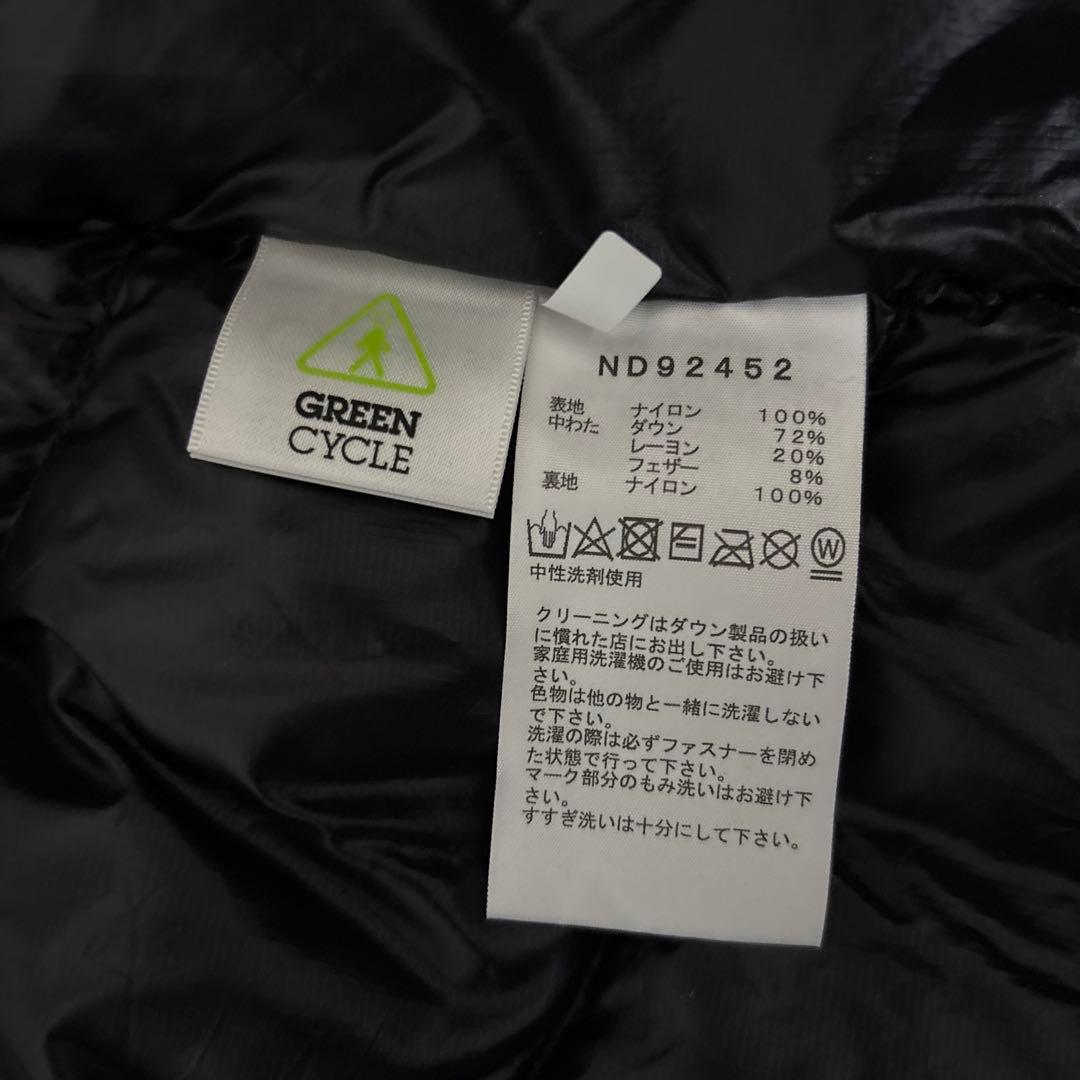 GREEN
CYCLE
ND92452
表地 ナイロン 100%
中わた ダウン 72%
レーヨン 20%
フェザー 8%
裏地 ナイロン 100%
W
中性洗剤使用
クリーニングはダウン製品の扱い
に慣れた店にお出し下さい。
家庭用洗濯機のご使用はお避け下
さい。
色物は他の物と一緒に洗濯しない
で下さい。
洗濯の際は必ずファスナーを閉め
た状態で行って下さい。
マーク部分のもみ洗いはお避け下
さい。
すすぎ洗いは十分にして下さい。